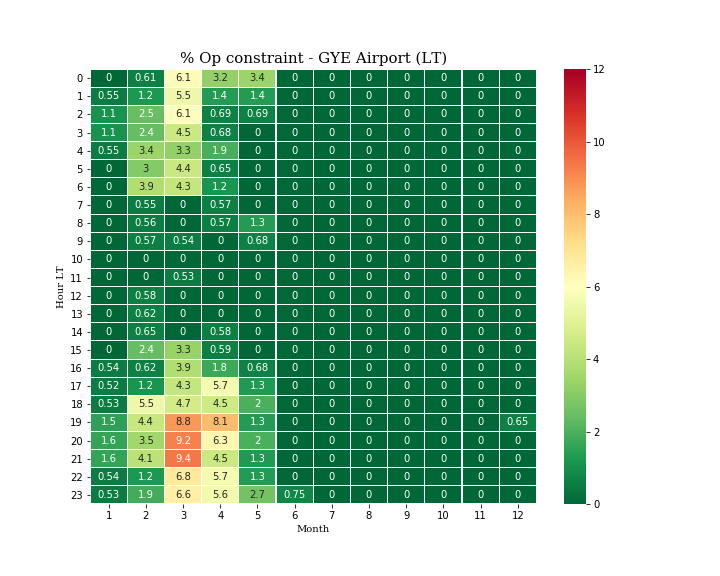 % Op constraint - GYE Airport (LT)
0 0 0.61 6.1 3.2 3.4 0 0 0 0 0 0 0
1 0.55 1.2 5.5 1.4 1.4 0 0 0 0 0 0 0
2 1.1 2.5 6.1 0.69 0.69 0 0 0 0 0 0 0
3 1.1 2.4 4.5 0.68 0 0 0 0 0 0 0 0
4 0.55 3.4 3.3 1.9 0 0 0 0 0 0 0 0
5 0 3 4.4 0.65 0 0 0 0 0 0 0 0
6 0 3.9 4.3 1.2 0 0 0 0 0 0 0 0
7 0 0.55 0 0.57 0 0 0 0 0 0 0 0
8 0 0.56 0 0.57 1.3 0 0 0 0 0 0 0
9 0 0.57 0.54 0 0.68 0 0 0 0 0 0 0
10 0 0 0 0 0 0 0 0 0 0 0 0
11 0 0 0.53 0 0 0 0 0 0 0 0 0
12 0 0.58 0 0 0 0 0 0 0 0 0 0
13 0 0.62 0 0 0 0 0 0 0 0 0 0
14 0 0.65 0 0.58 0 0 0 0 0 0 0 0
15 0 2.4 3.3 0.59 0 0 0 0 0 0 0 0
16 0.54 0.62 3.9 1.8 0.68 0 0 0 0 0 0 0
17 0.52 1.2 4.3 5.7 1.3 0 0 0 0 0 0 0
18 0.53 5.5 4.7 4.5 2 0 0 0 0 0 0 0
19 1.5 4.4 8.8 8.1 1.3 0 0 0 0 0 0 0.65
20 1.6 3.5 9.2 6.3 2 0 0 0 0 0 0 0
21 1.6 4.1 9.4 4.5 1.3 0 0 0 0 0 0 0
22 0.54 1.2 6.8 5.7 1.3 0 0 0 0 0 0 0
23 0.53 1.9 6.6 5.6 2.7 0.75 0 0 0 0 0 0
1 2 3 4 5 6 7 8 9 10 11 12
Month
Hour LT
12
10
8
6
4
2
0